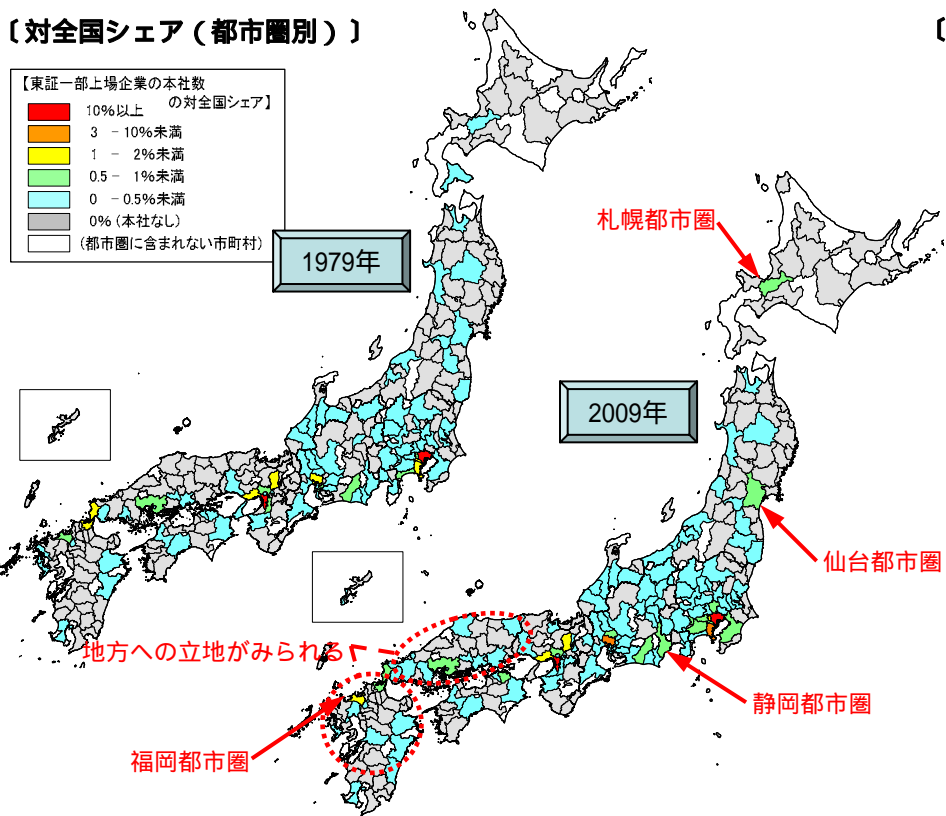 〔対全国シェア(都市圏別)〕
〔
【東証一部上場企業の本社数
の対全国シェア】
10%以上
3 －10%未満
1 － 2%未満
0.5－ 1%未満
0 －0.5%未満
0%(本社なし)
(都市圏に含まれない市町村)
1979年
札幌都市圏
2009年
仙台都市圏
地方への立地がみられる
静岡都市圏
福岡都市圏